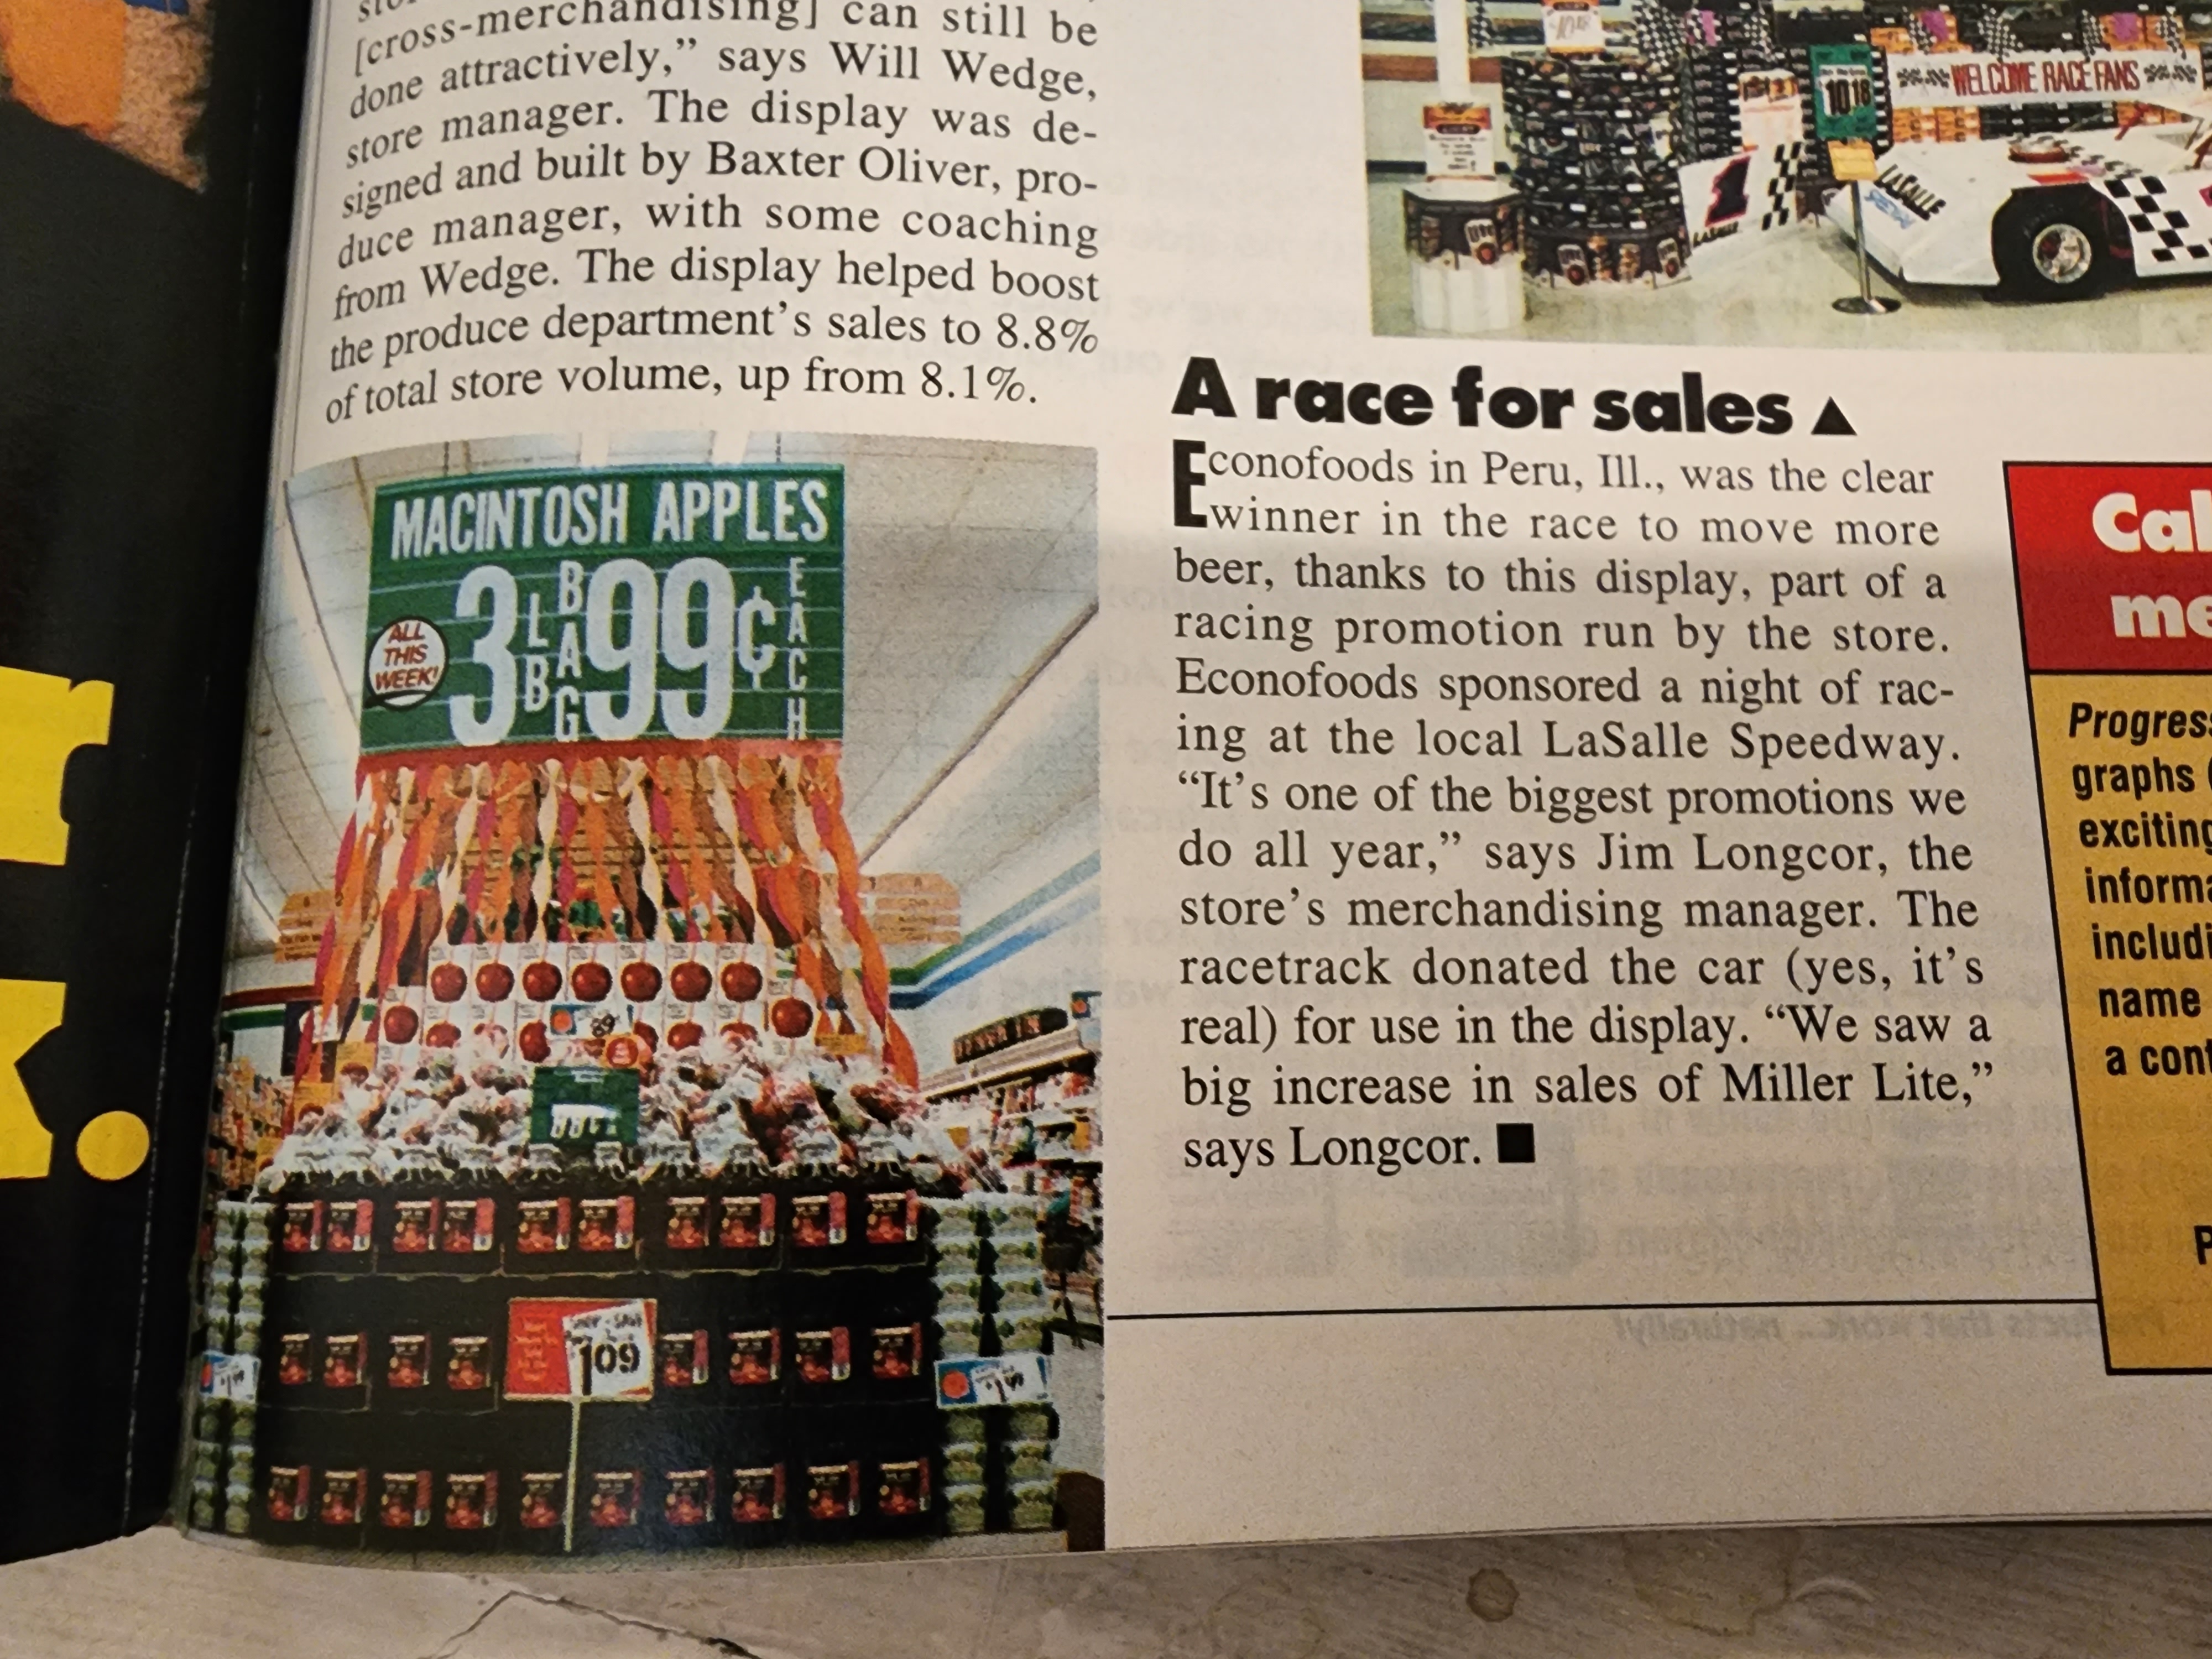 [cross-merchandising] can still be
done attractively,” says Will Wedge,
store manager. The display was de-
signed and built by Baxter Oliver, pro-
duce manager, with some coaching
from Wedge. The display helped boost
the produce department’s sales to 8.8%
of total store volume, up from 8.1%.
MACINTOSH APPLES
3 LB BAG 99¢ EACH
ALL
THIS
WEEK!
89¢
109
WELCOME RACE FANS
10 18
1
LASALLE
LASALLE
A race for sales ▲
Econofoods in Peru, Ill., was the clear
winner in the race to move more
beer, thanks to this display, part of a
racing promotion run by the store.
Econofoods sponsored a night of rac-
ing at the local LaSalle Speedway.
“It’s one of the biggest promotions we
do all year,” says Jim Longcor, the
store’s merchandising manager. The
racetrack donated the car (yes, it’s
real) for use in the display. “We saw a
big increase in sales of Miller Lite,”
says Longcor. ■
Cal
me
Progress
graphs (
exciting
informa
includi
name
a cont
P